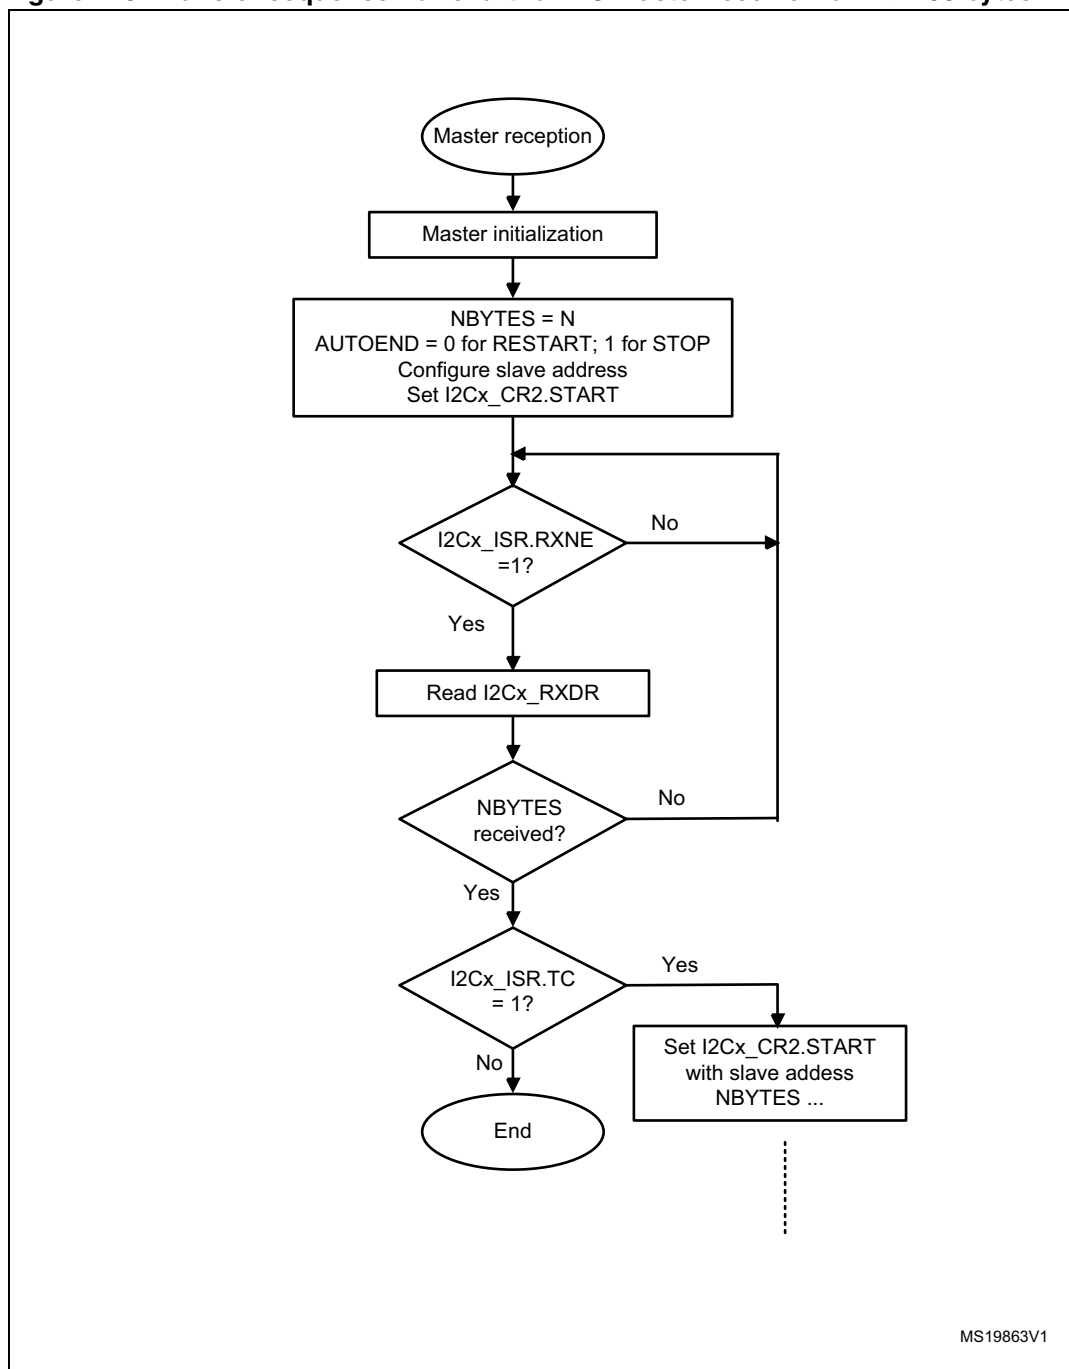 Master reception
Master initialization
NBYTES = N
AUTOEND = 0 for RESTART; 1 for STOP
Configure slave address
Set I2Cx_CR2.START
I2Cx_ISR.RXNE
=1?
No
Yes
Read I2Cx_RXDR
NBYTES
received?
No
Yes
I2Cx_ISR.TC
= 1?
Yes
No
Set I2Cx_CR2.START
with slave addess
NBYTES ...
End
MS19863V1